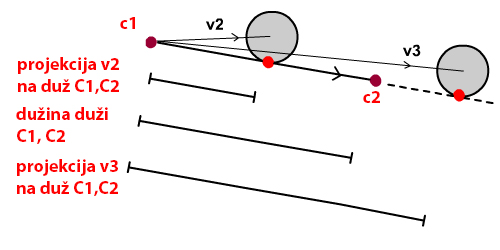 c1
v2
v3
c2
projekcija v2
na duž C1,C2
dužina duži
C1, C2
projekcija v3
na duž C1,C2